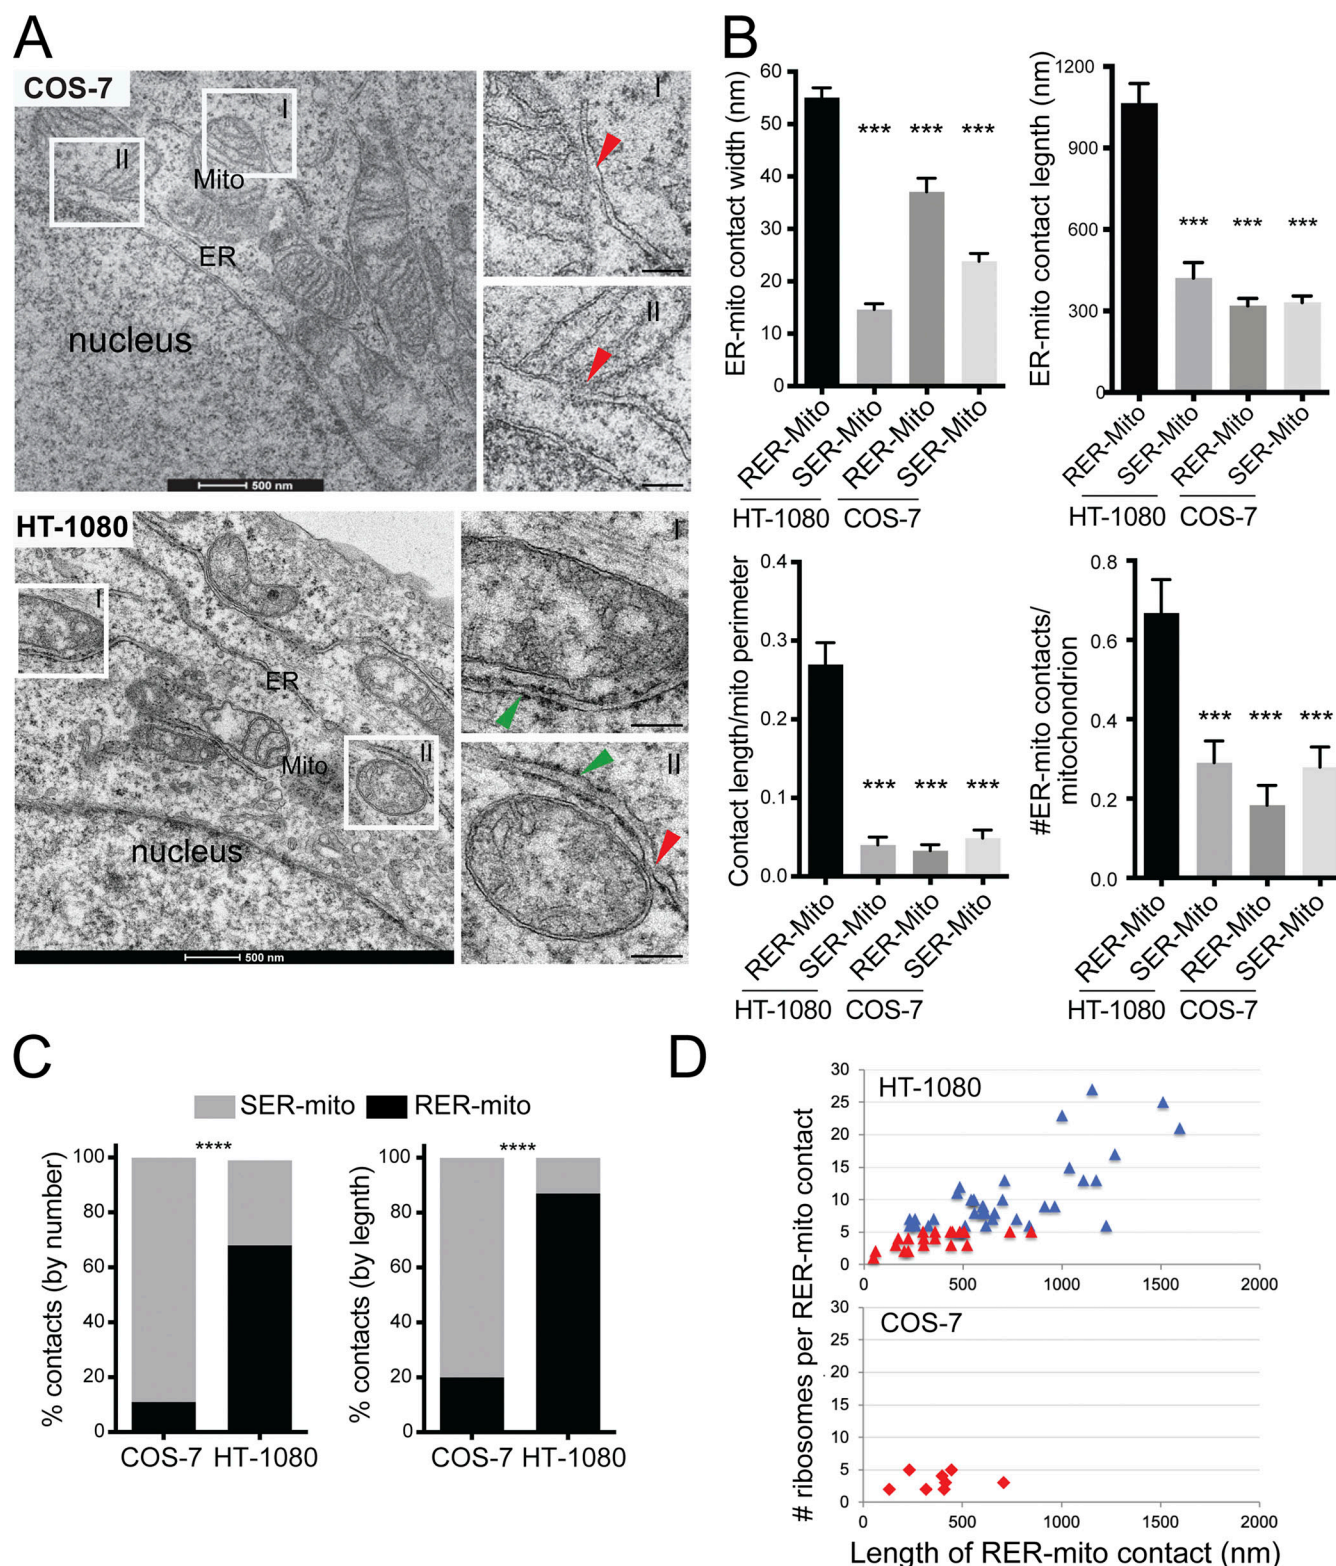 A
COS-7
I
II
Mito
ER
nucleus
500 nm
I
II
HT-1080
I
ER
II
Mito
nucleus
500 nm
I
II
B
ER-mito contact width (nm)
60
50
40
30
20
10
0
*** *** ***
RER-Mito
SER-Mito
RER-Mito
SER-Mito
HT-1080 COS-7
ER-mito contact legnth (nm)
1200
900
600
300
0
*** *** ***
RER-Mito
SER-Mito
RER-Mito
SER-Mito
HT-1080 COS-7
Contact length/mito perimeter
0.4
0.3
0.2
0.1
0.0
*** *** ***
RER-Mito
SER-Mito
RER-Mito
SER-Mito
HT-1080 COS-7
#ER-mito contacts/
mitochondrion
0.8
0.6
0.4
0.2
0.0
*** *** ***
RER-Mito
SER-Mito
RER-Mito
SER-Mito
HT-1080 COS-7
C
SER-mito RER-mito
% contacts (by number)
100
80
60
40
20
0
****
COS-7 HT-1080
% contacts (by legnth)
100
80
60
40
20
0
****
COS-7 HT-1080
D
# ribosomes per RER-mito contact
HT-1080
30
25
20
15
10
5
0
0 500 1000 1500 2000
COS-7
30
25
20
15
10
5
0
0 500 1000 1500 2000
Length of RER-mito contact (nm)